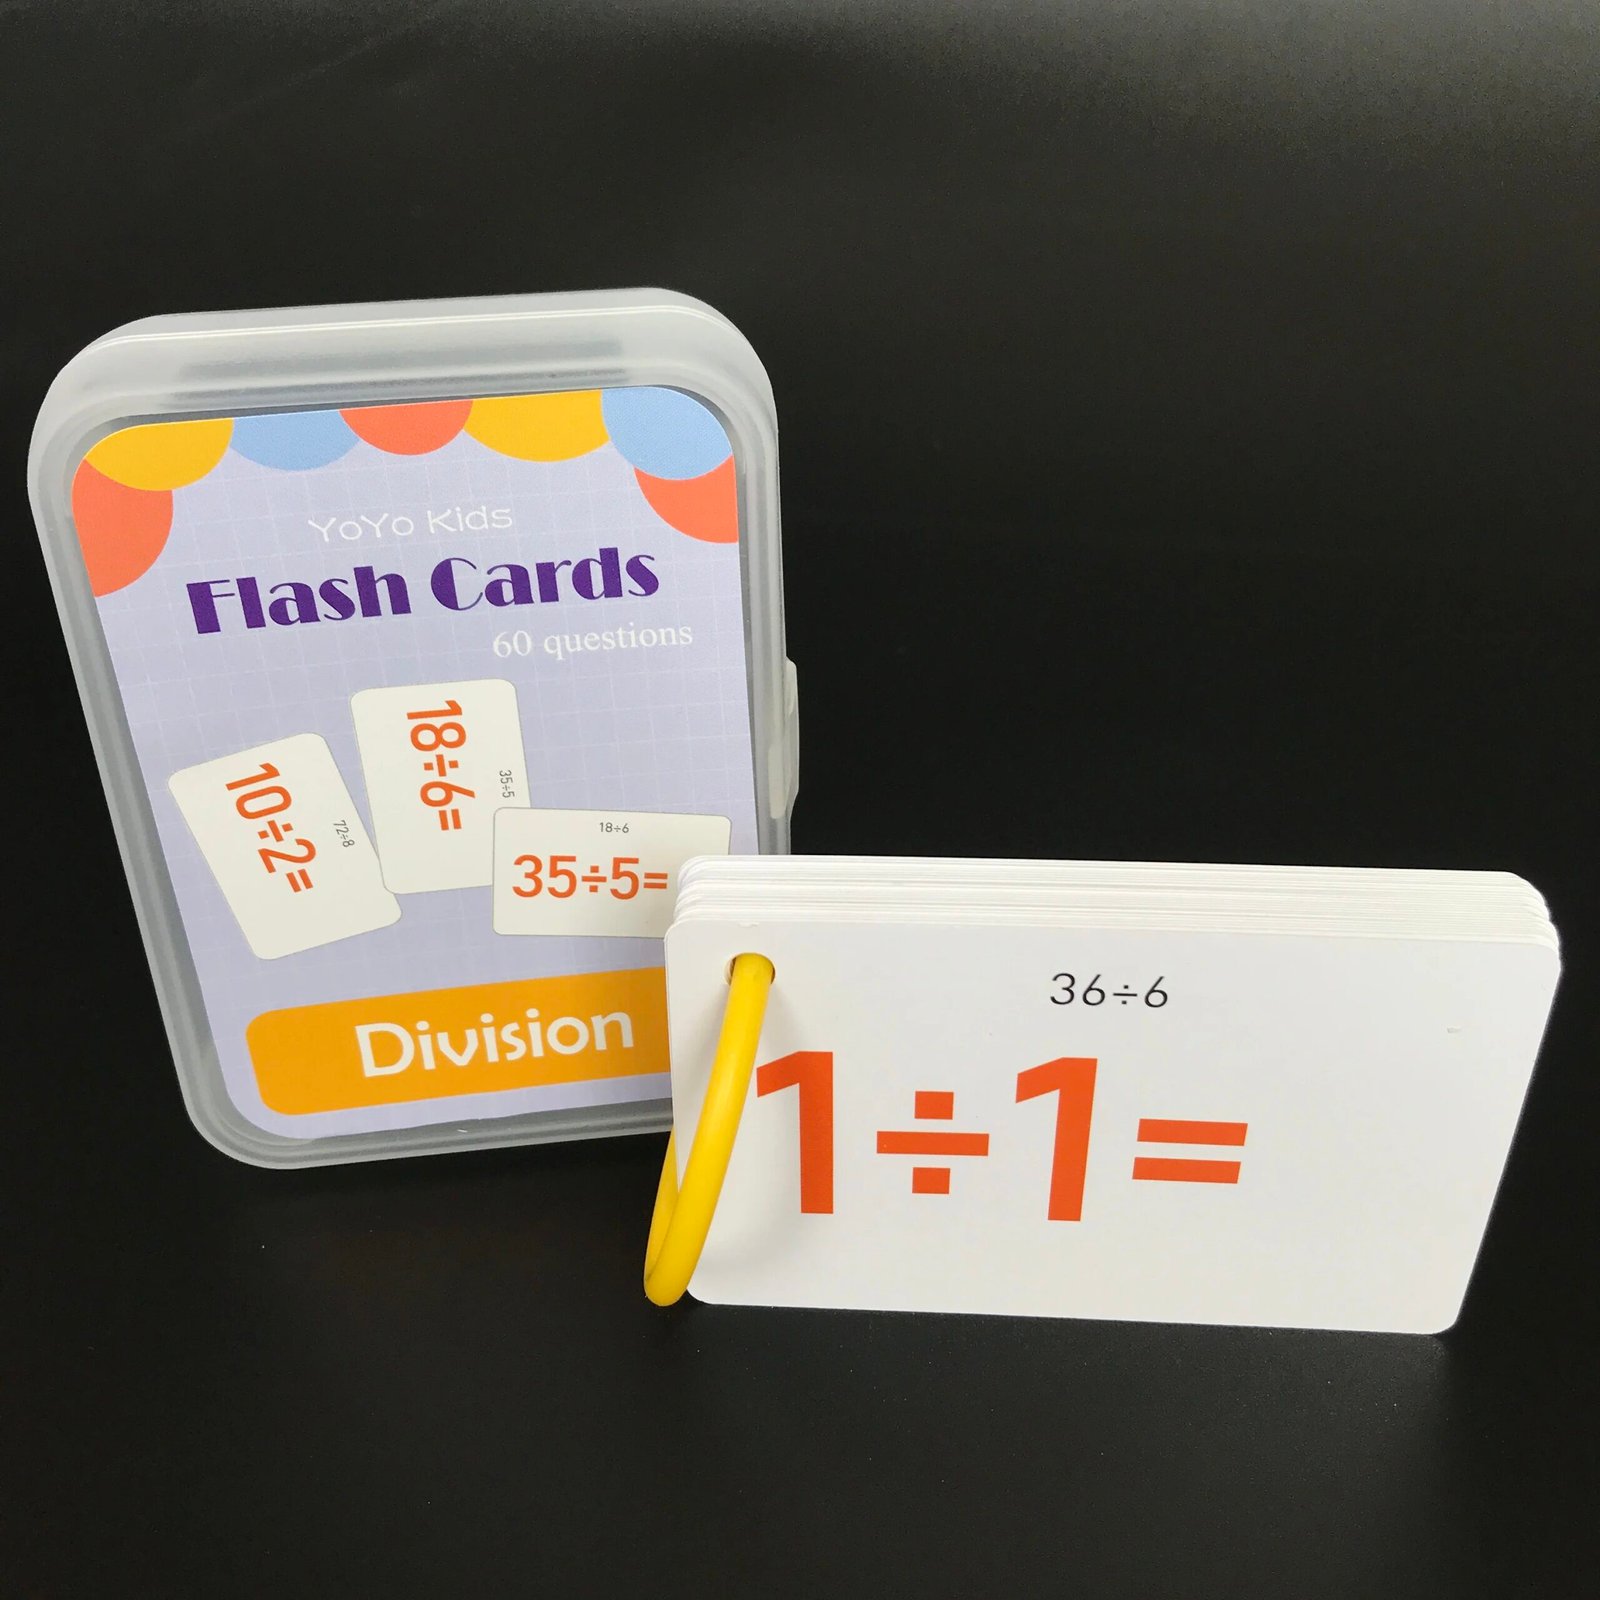 YoYo Kids
Flash Cards
60 questions
10÷2=
72÷8
18÷6=
35÷5
18÷6
35÷5=
Division
36÷6
1÷1=